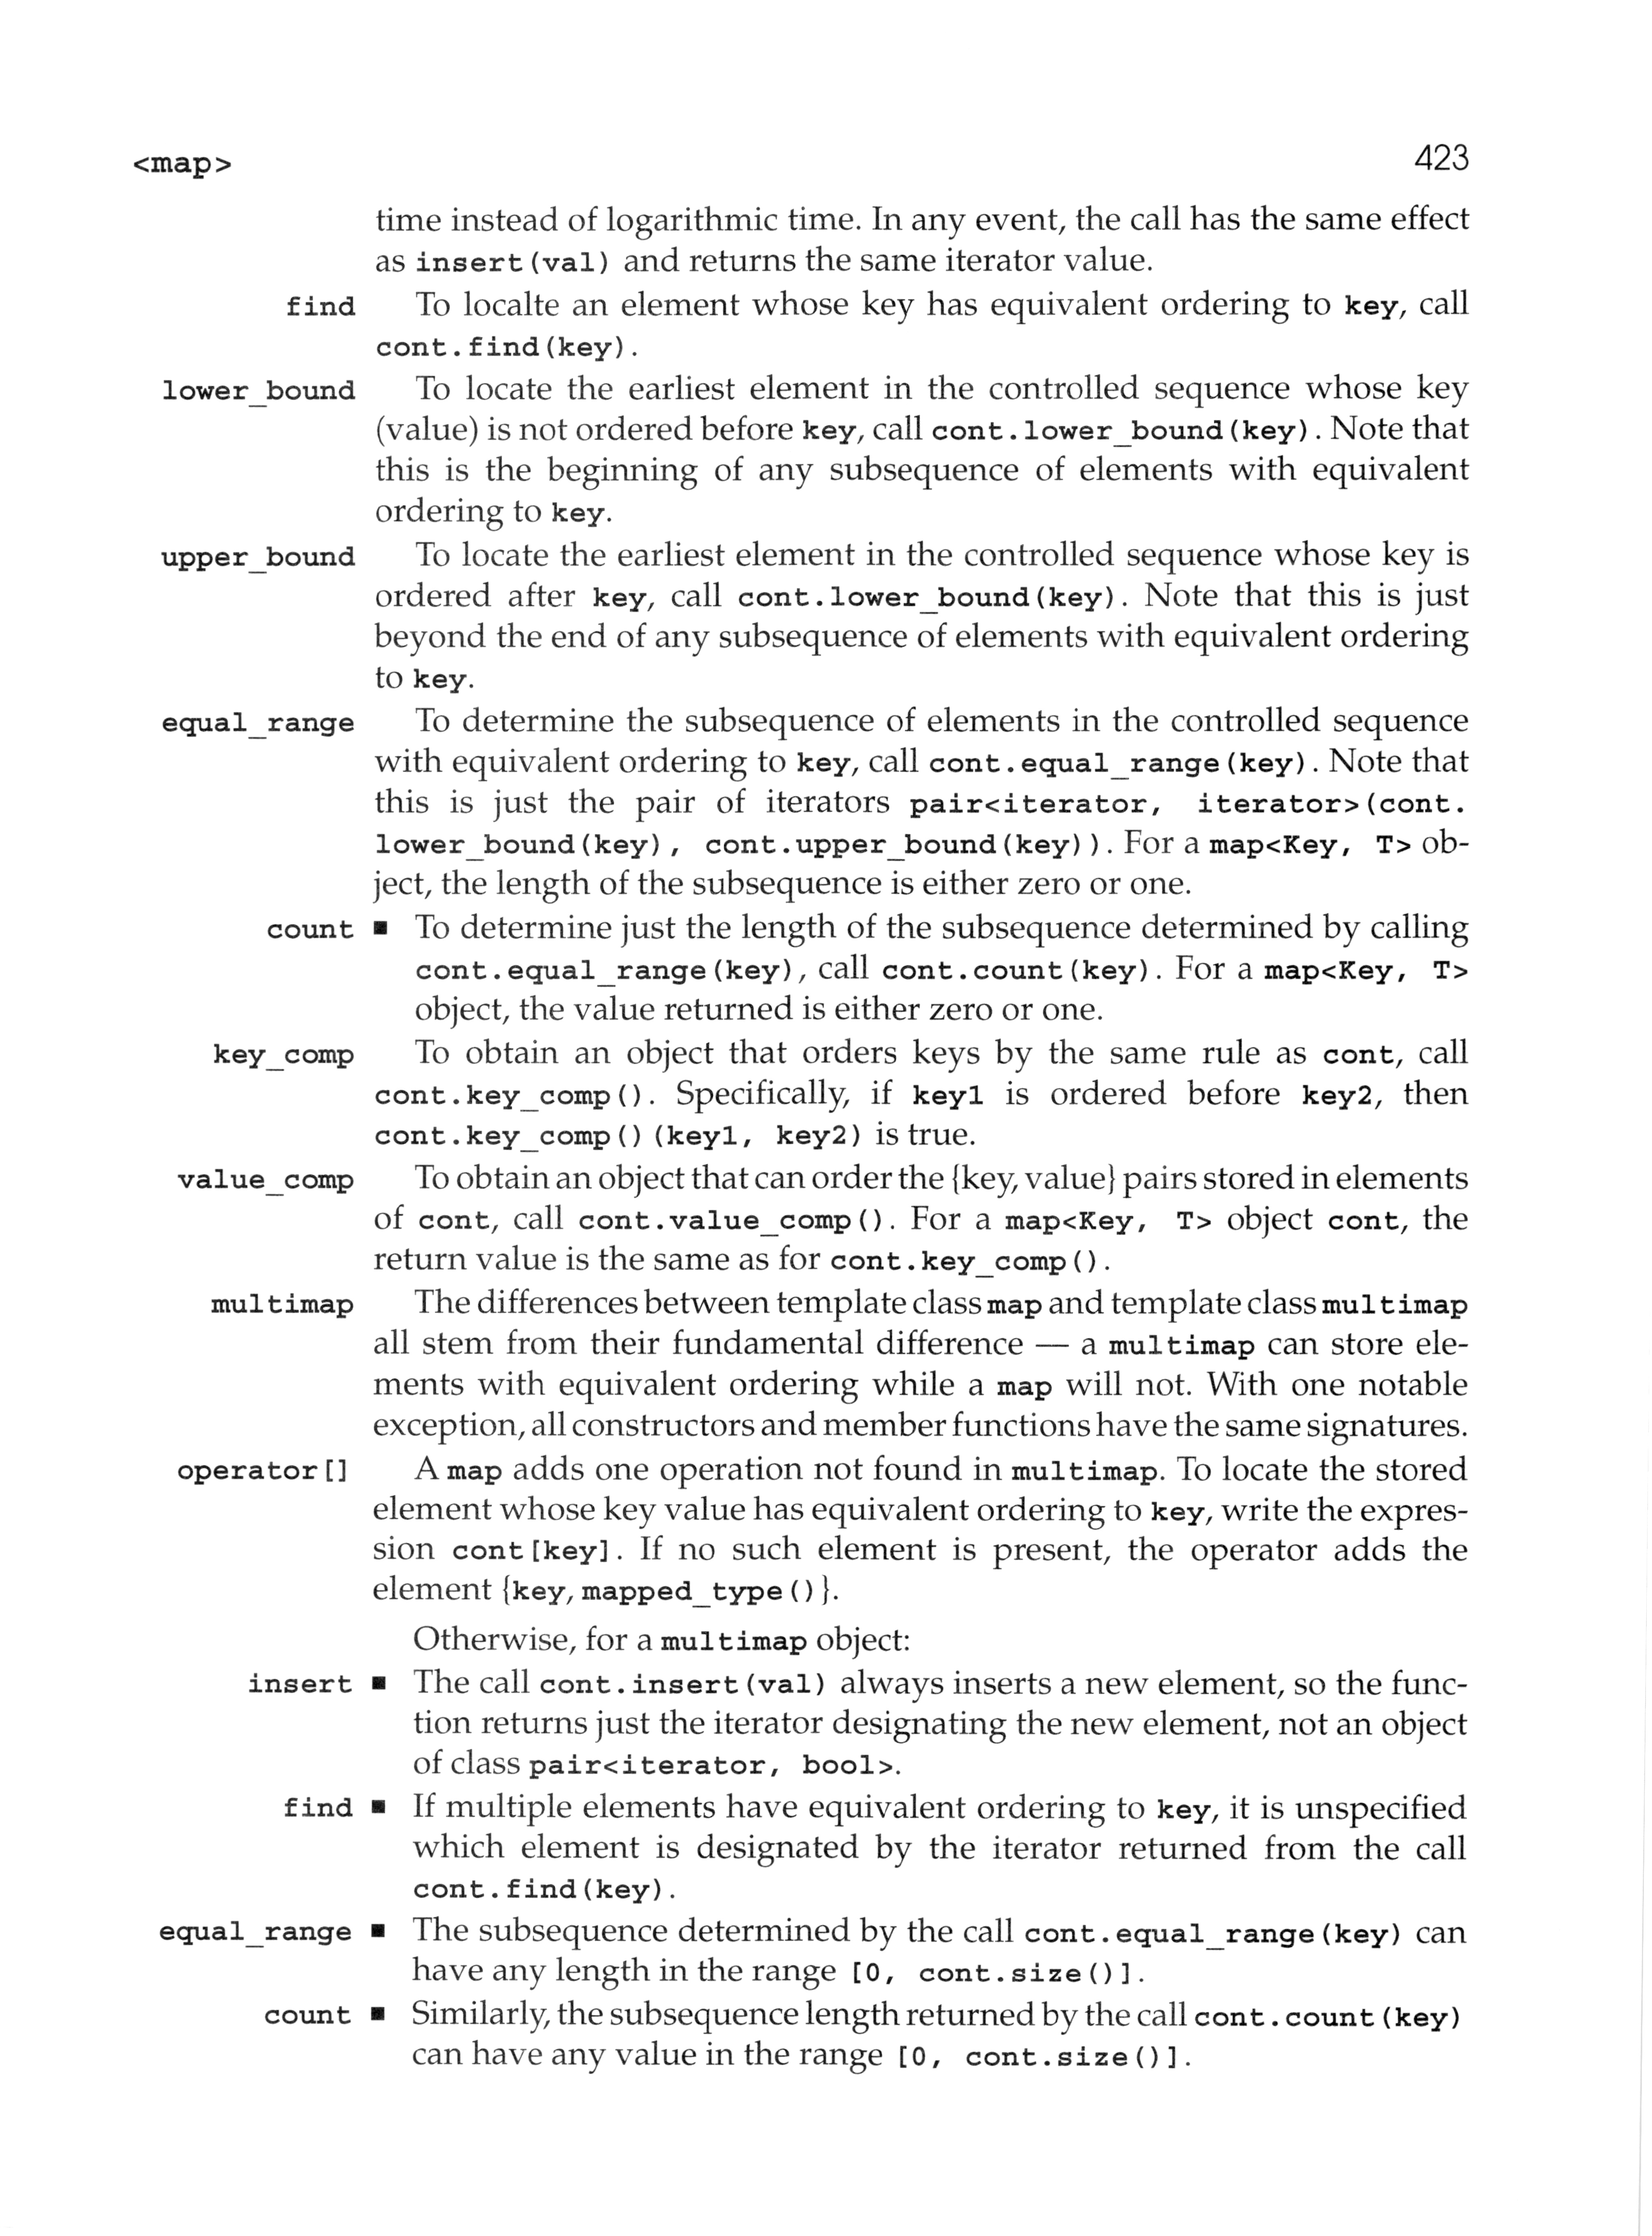 <map> 423
time instead of logarithmic time. In any event, the call has the same effect
as insert(val) and returns the same iterator value.
find To localte an element whose key has equivalent ordering to key, call
cont.find(key).
lower_bound To locate the earliest element in the controlled sequence whose key
(value) is not ordered before key, call cont.lower_bound(key). Note that
this is the beginning of any subsequence of elements with equivalent
ordering to key.
upper_bound To locate the earliest element in the controlled sequence whose key is
ordered after key, call cont.lower_bound(key). Note that this is just
beyond the end of any subsequence of elements with equivalent ordering
to key.
equal_range To determine the subsequence of elements in the controlled sequence
with equivalent ordering to key, call cont.equal_range(key). Note that
this is just the pair of iterators pair<iterator, iterator>(cont.
lower_bound(key), cont.upper_bound(key)). For a map<Key, T> ob-
ject, the length of the subsequence is either zero or one.
count ■ To determine just the length of the subsequence determined by calling
cont.equal_range(key), call cont.count(key). For a map<Key, T>
object, the value returned is either zero or one.
key_comp To obtain an object that orders keys by the same rule as cont, call
cont.key_comp(). Specifically, if key1 is ordered before key2, then
cont.key_comp()(key1, key2) is true.
value_comp To obtain an object that can order the {key, value} pairs stored in elements
of cont, call cont.value_comp(). For a map<Key, T> object cont, the
return value is the same as for cont.key_comp().
multimap The differences between template class map and template class multimap
all stem from their fundamental difference — a multimap can store ele-
ments with equivalent ordering while a map will not. With one notable
exception, all constructors and member functions have the same signatures.
operator[] A map adds one operation not found in multimap. To locate the stored
element whose key value has equivalent ordering to key, write the expres-
sion cont[key]. If no such element is present, the operator adds the
element {key, mapped_type()}.
Otherwise, for a multimap object:
insert ■ The call cont.insert(val) always inserts a new element, so the func-
tion returns just the iterator designating the new element, not an object
of class pair<iterator, bool>.
find ■ If multiple elements have equivalent ordering to key, it is unspecified
which element is designated by the iterator returned from the call
cont.find(key).
equal_range ■ The subsequence determined by the call cont.equal_range(key) can
have any length in the range [0, cont.size()].
count ■ Similarly, the subsequence length returned by the call cont.count(key)
can have any value in the range [0, cont.size()].